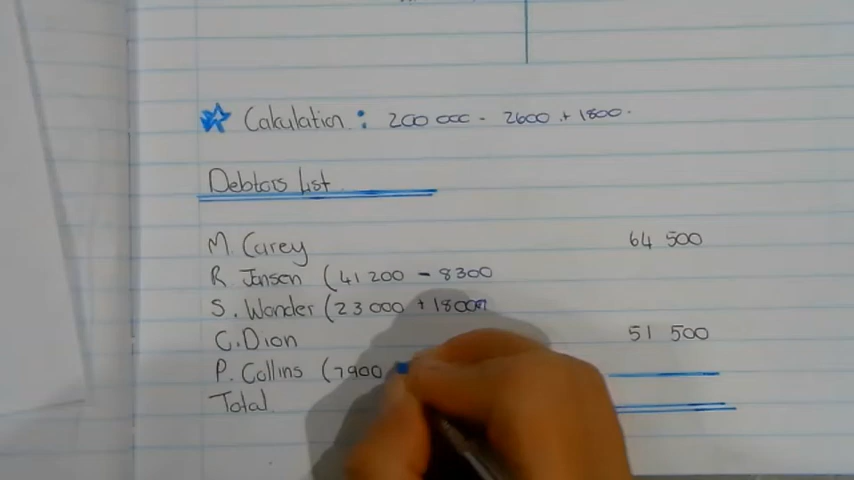 Calculation : 200 000 - 2600 + 1800.
Debtors List
M. Carey 64 500
R Jansen (41 200 - 8300
S. Wonder (23 000 + 1800
C. Dion 51 500
P. Collins (7900
Total